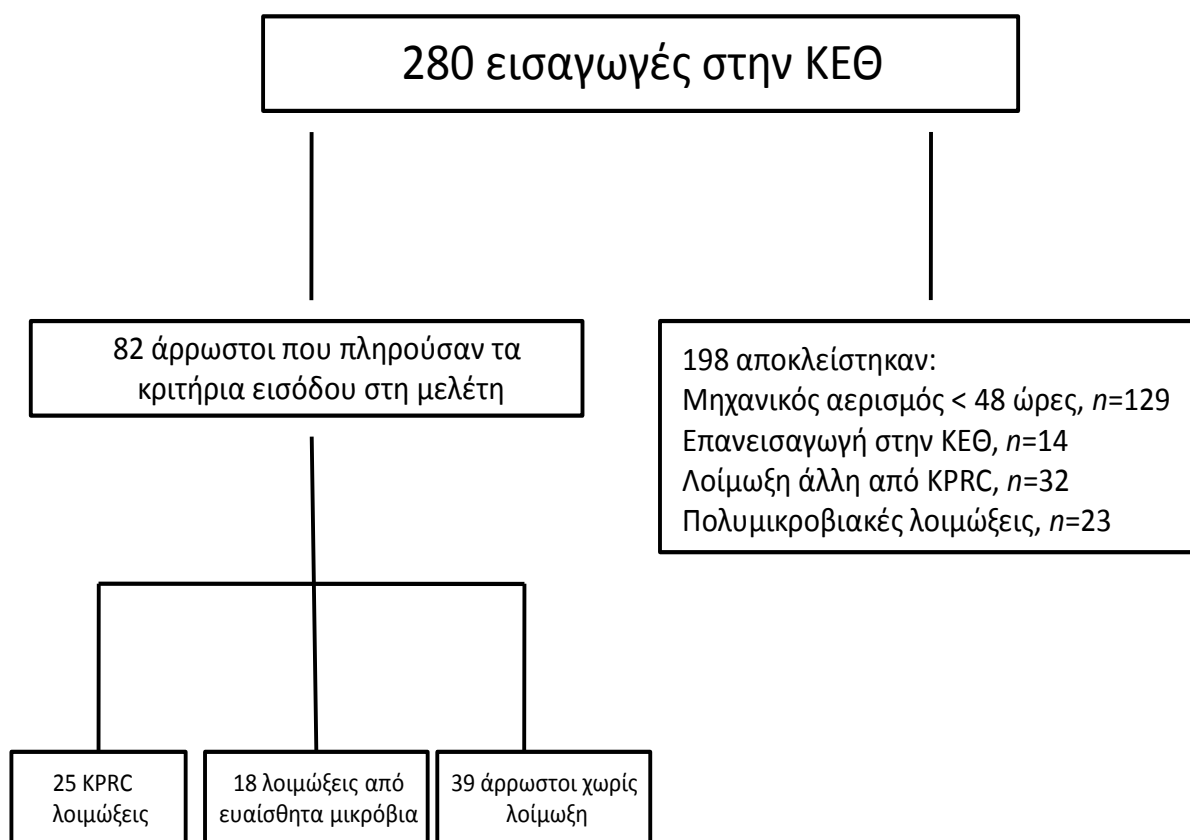 280 εισαγωγές στην ΚΕΘ
82 άρρωστοι που πληρούσαν τα
κριτήρια εισόδου στη μελέτη
198 αποκλείστηκαν:
Μηχανικός αερισμός < 48 ώρες, n=129
Επανεισαγωγή στην ΚΕΘ, n=14
Λοίμωξη άλλη από KPRC, n=32
Πολυμικροβιακές λοιμώξεις, n=23
25 KPRC
λοιμώξεις
18 λοιμώξεις από
ευαίσθητα μικρόβια
39 άρρωστοι χωρίς
λοίμωξη